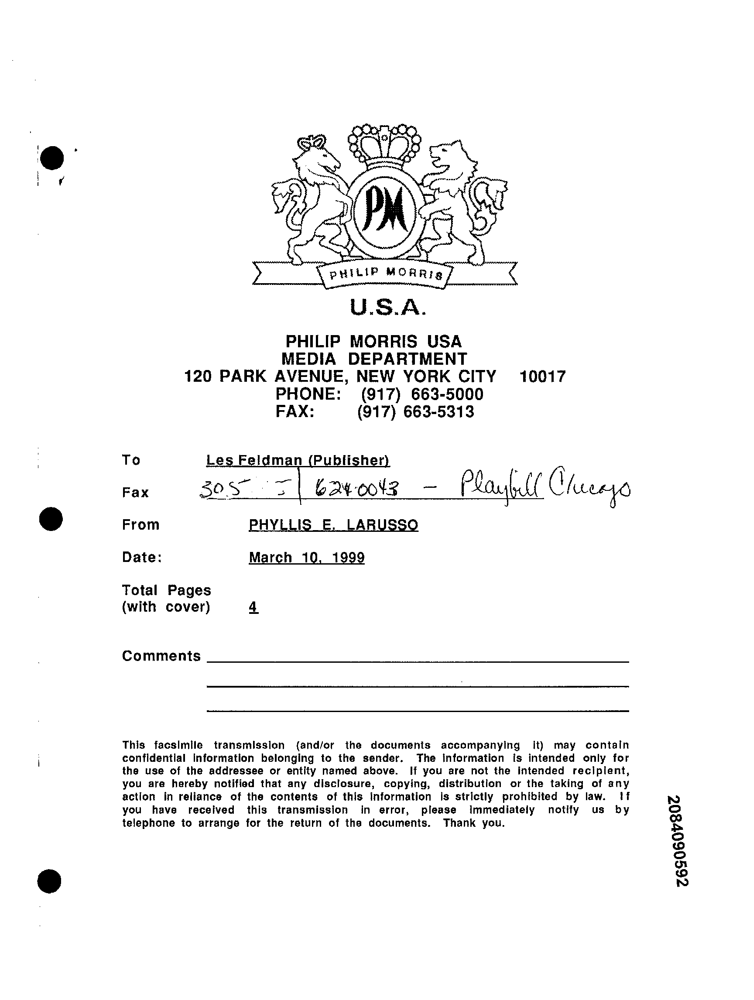 PM
PHILIP MORRIS
U.S.A.
PHILIP MORRIS USA
MEDIA DEPARTMENT
120 PARK AVENUE, NEW YORK CITY 10017
PHONE: (917) 663-5000
FAX: (917) 663-5313
To Les Feldman (Publisher)
Fax 305 624-0043 - Playbill Chicago
From PHYLLIS E. LARUSSO
Date: March 10, 1999
Total Pages
(with cover) 4
Comments
This facsimile transmission (and/or the documents accompanying it) may contain
confidential information belonging to the sender. The information is intended only for
the use of the addressee or entity named above. If you are not the intended recipient,
you are hereby notified that any disclosure, copying, distribution or the taking of any
action in reliance of the contents of this information is strictly prohibited by law. If
you have received this transmission in error, please immediately notify us by
telephone to arrange for the return of the documents. Thank you.
2084090592